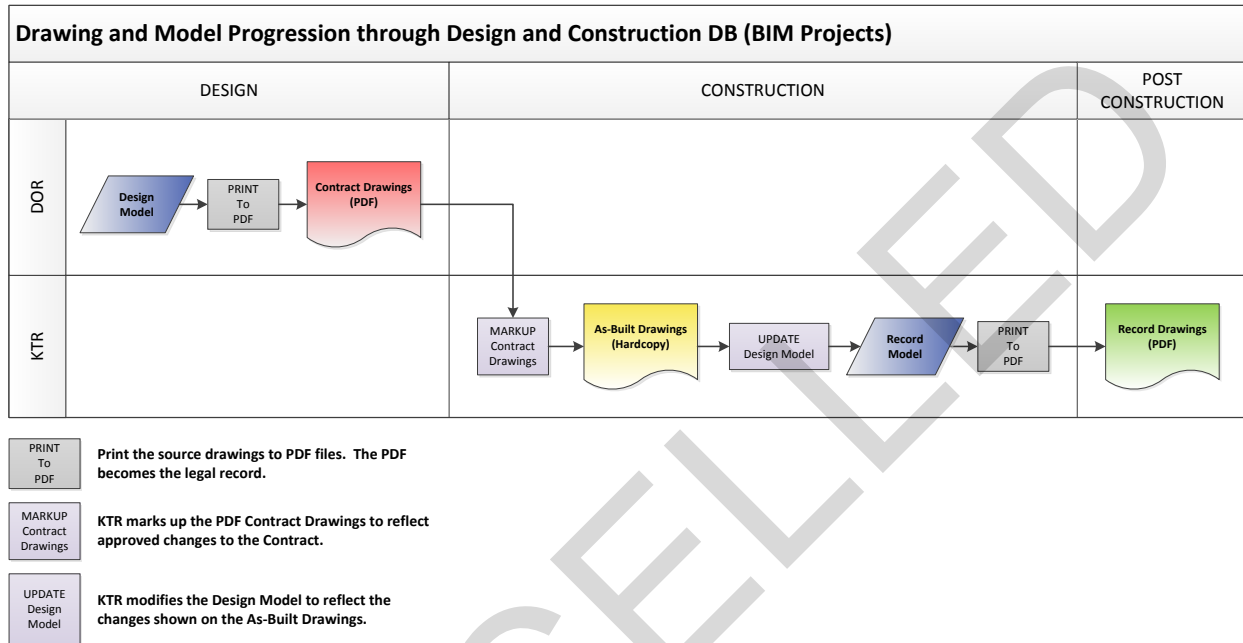 Drawing and Model Progression through Design and Construction DB (BIM Projects)
DESIGN
CONSTRUCTION
POST
CONSTRUCTION
DOR
Design
Model
PRINT
To
PDF
Contract Drawings
(PDF)
KTR
MARKUP
Contract
Drawings
As-Built Drawings
(Hardcopy)
UPDATE
Design Model
Record
Model
PRINT
To
PDF
Record Drawings
(PDF)
PRINT
To
PDF
Print the source drawings to PDF files. The PDF
becomes the legal record.
MARKUP
Contract
Drawings
KTR marks up the PDF Contract Drawings to reflect
approved changes to the Contract.
UPDATE
Design
Model
KTR modifies the Design Model to reflect the
changes shown on the As-Built Drawings.
CELLED